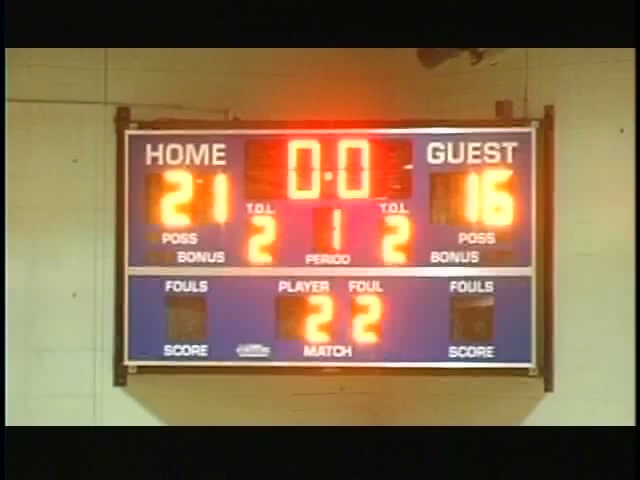 HOME 0.0 GUEST
21 16
T.O.L. T.O.L.
2 1 2
POSS POSS
BONUS PERIOD BONUS
FOULS PLAYER FOUL FOULS
2 2
SCORE MATCH SCORE